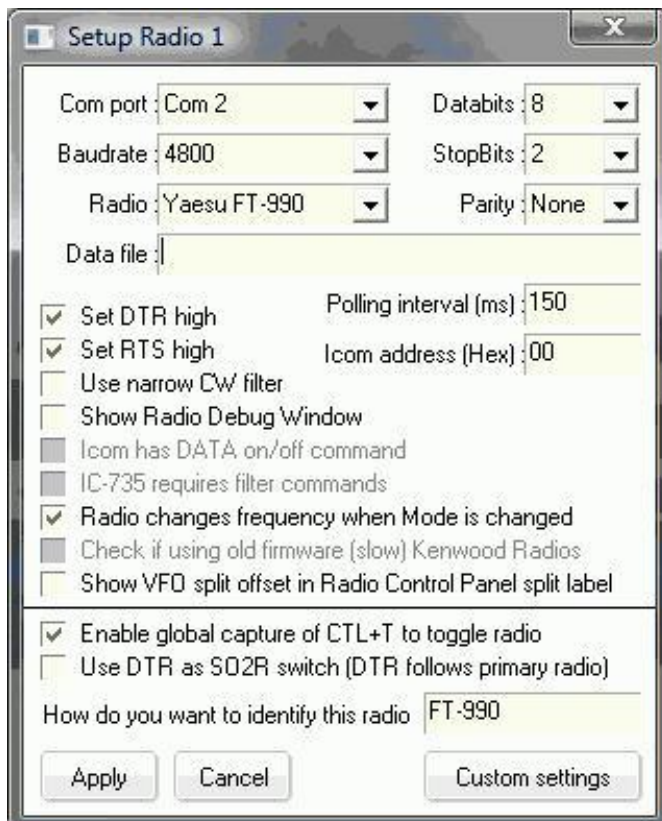 Setup Radio 1
Com port : Com 2 Databits : 8
Baudrate : 4800 StopBits : 2
Radio : Yaesu FT-990 Parity : None
Data file :
Set DTR high Polling interval (ms) : 150
Set RTS high Icom address (Hex) : 00
Use narrow CW filter
Show Radio Debug Window
Icom has DATA on/off command
IC-735 requires filter commands
Radio changes frequency when Mode is changed
Check if using old firmware (slow) Kenwood Radios
Show VFO split offset in Radio Control Panel split label
Enable global capture of CTL+T to toggle radio
Use DTR as SO2R switch (DTR follows primary radio)
How do you want to identify this radio FT-990
Apply Cancel Custom settings